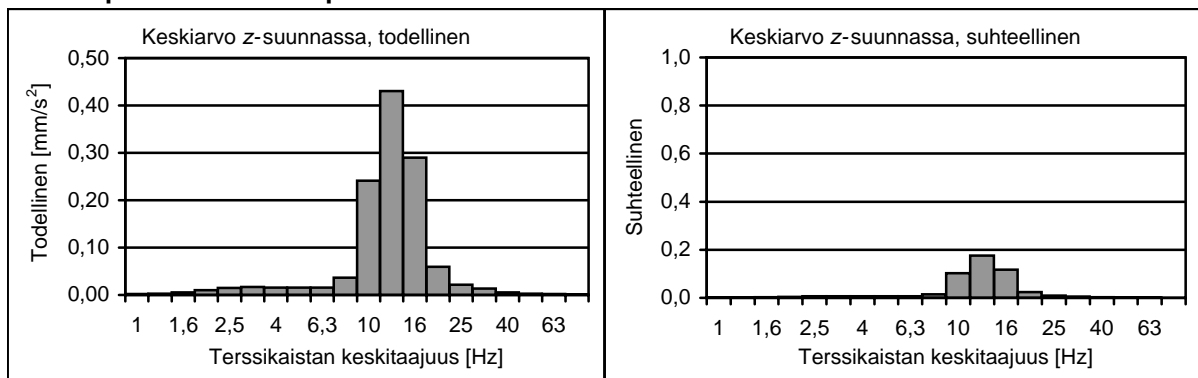 Keskiarvo z-suunnassa, todellinen
0,50
0,40
0,30
0,20
0,10
0,00
Todellinen [mm/s²]
1 1,6 2,5 4 6,3 10 16 25 40 63
Terssikaistan keskitaajuus [Hz]
Keskiarvo z-suunnassa, suhteellinen
1,0
0,8
0,6
0,4
0,2
0,0
Suhteellinen
1 1,6 2,5 4 6,3 10 16 25 40 63
Terssikaistan keskitaajuus [Hz]